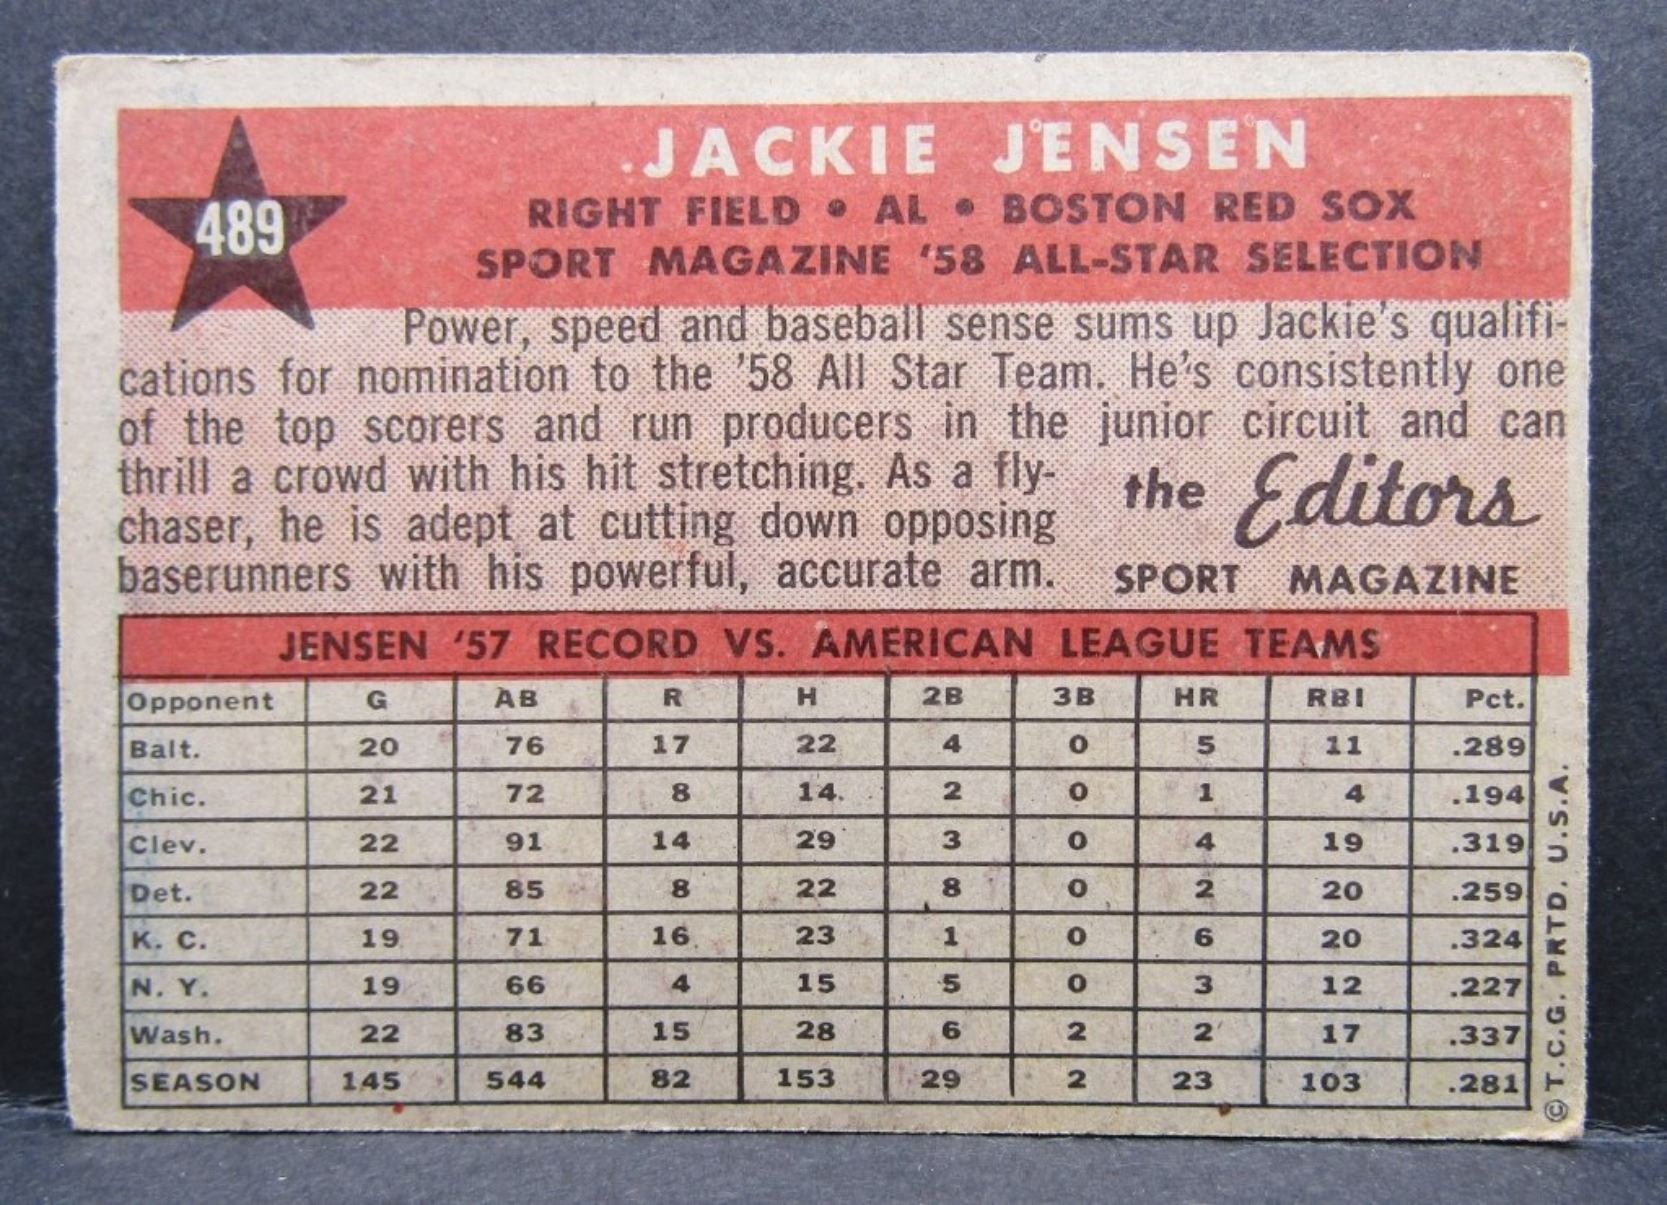 489
JACKIE JENSEN
RIGHT FIELD • AL • BOSTON RED SOX
SPORT MAGAZINE '58 ALL-STAR SELECTION
Power, speed and baseball sense sums up Jackie's qualifi-
cations for nomination to the '58 All Star Team. He's consistently one
of the top scorers and run producers in the junior circuit and can
thrill a crowd with his hit stretching. As a fly-
chaser, he is adept at cutting down opposing
baserunners with his powerful, accurate arm.
the Editors
SPORT MAGAZINE
JENSEN '57 RECORD VS. AMERICAN LEAGUE TEAMS
Opponent G AB R H 2B 3B HR RBI Pct.
Balt. 20 76 17 22 4 0 5 11 .289
Chic. 21 72 8 14 2 0 1 4 .194
Clev. 22 91 14 29 3 0 4 19 .319
Det. 22 85 8 22 8 0 2 20 .259
K. C. 19 71 16 23 1 0 6 20 .324
N. Y. 19 66 4 15 5 0 3 12 .227
Wash. 22 83 15 28 6 2 2 17 .337
SEASON 145 544 82 153 29 2 23 103 .281
© T.C.G. PRTD. U.S.A.